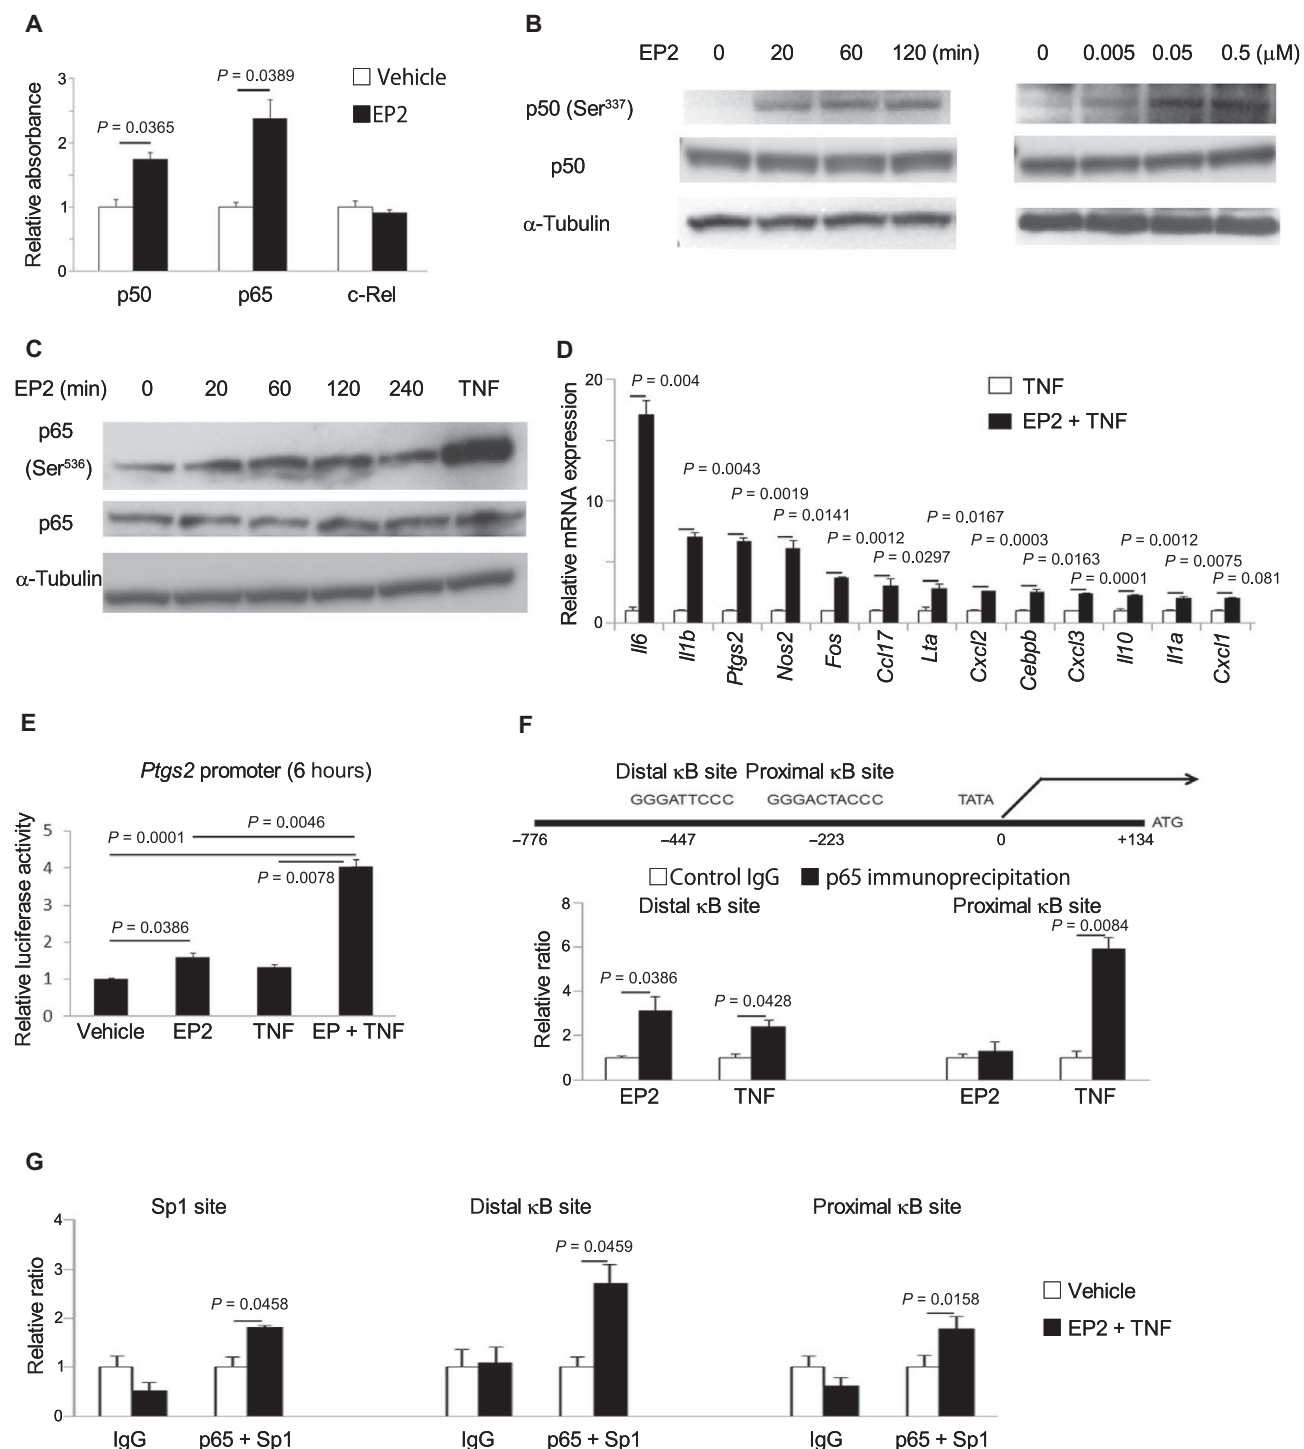 A
Relative absorbance
3
2
1
0
P = 0.0365
P = 0.0389
Vehicle
EP2
p50
p65
c-Rel
B
EP2 0 20 60 120 (min) 0 0.005 0.05 0.5 (μM)
p50 (Ser337)
p50
α-Tubulin
C
EP2 (min) 0 20 60 120 240 TNF
p65
(Ser536)
p65
α-Tubulin
D
Relative mRNA expression
20
10
0
TNF
EP2 + TNF
P = 0.004
P = 0.0043
P = 0.0019
P = 0.0141
P = 0.0012
P = 0.0297
P = 0.0167
P = 0.0003
P = 0.0163
P = 0.0001
P = 0.0012
P = 0.0075
P = 0.081
Il6
Il1b
Ptgs2
Nos2
Fos
Ccl17
Lta
Cxcl2
Cebpb
Cxcl3
Il10
Il1a
Cxcl1
E
Ptgs2 promoter (6 hours)
Relative luciferase activity
5
4
3
2
1
0
P = 0.0046
P = 0.0001
P = 0.0078
P = 0.0386
Vehicle EP2 TNF EP + TNF
F
Distal κB site Proximal κB site
GGGATTCCC GGGACTACCC TATA
ATG
–776 –447 –223 0 +134
Control IgG p65 immunoprecipitation
Distal κB site Proximal κB site
Relative ratio
8
6
4
2
0
P = 0.0386
P = 0.0428
P = 0.0084
EP2 TNF EP2 TNF
G
Sp1 site Distal κB site Proximal κB site
Relative ratio
4
3
2
1
0
P = 0.0458
P = 0.0459
P = 0.0158
Vehicle
EP2 + TNF
IgG p65 + Sp1 IgG p65 + Sp1 IgG p65 + Sp1